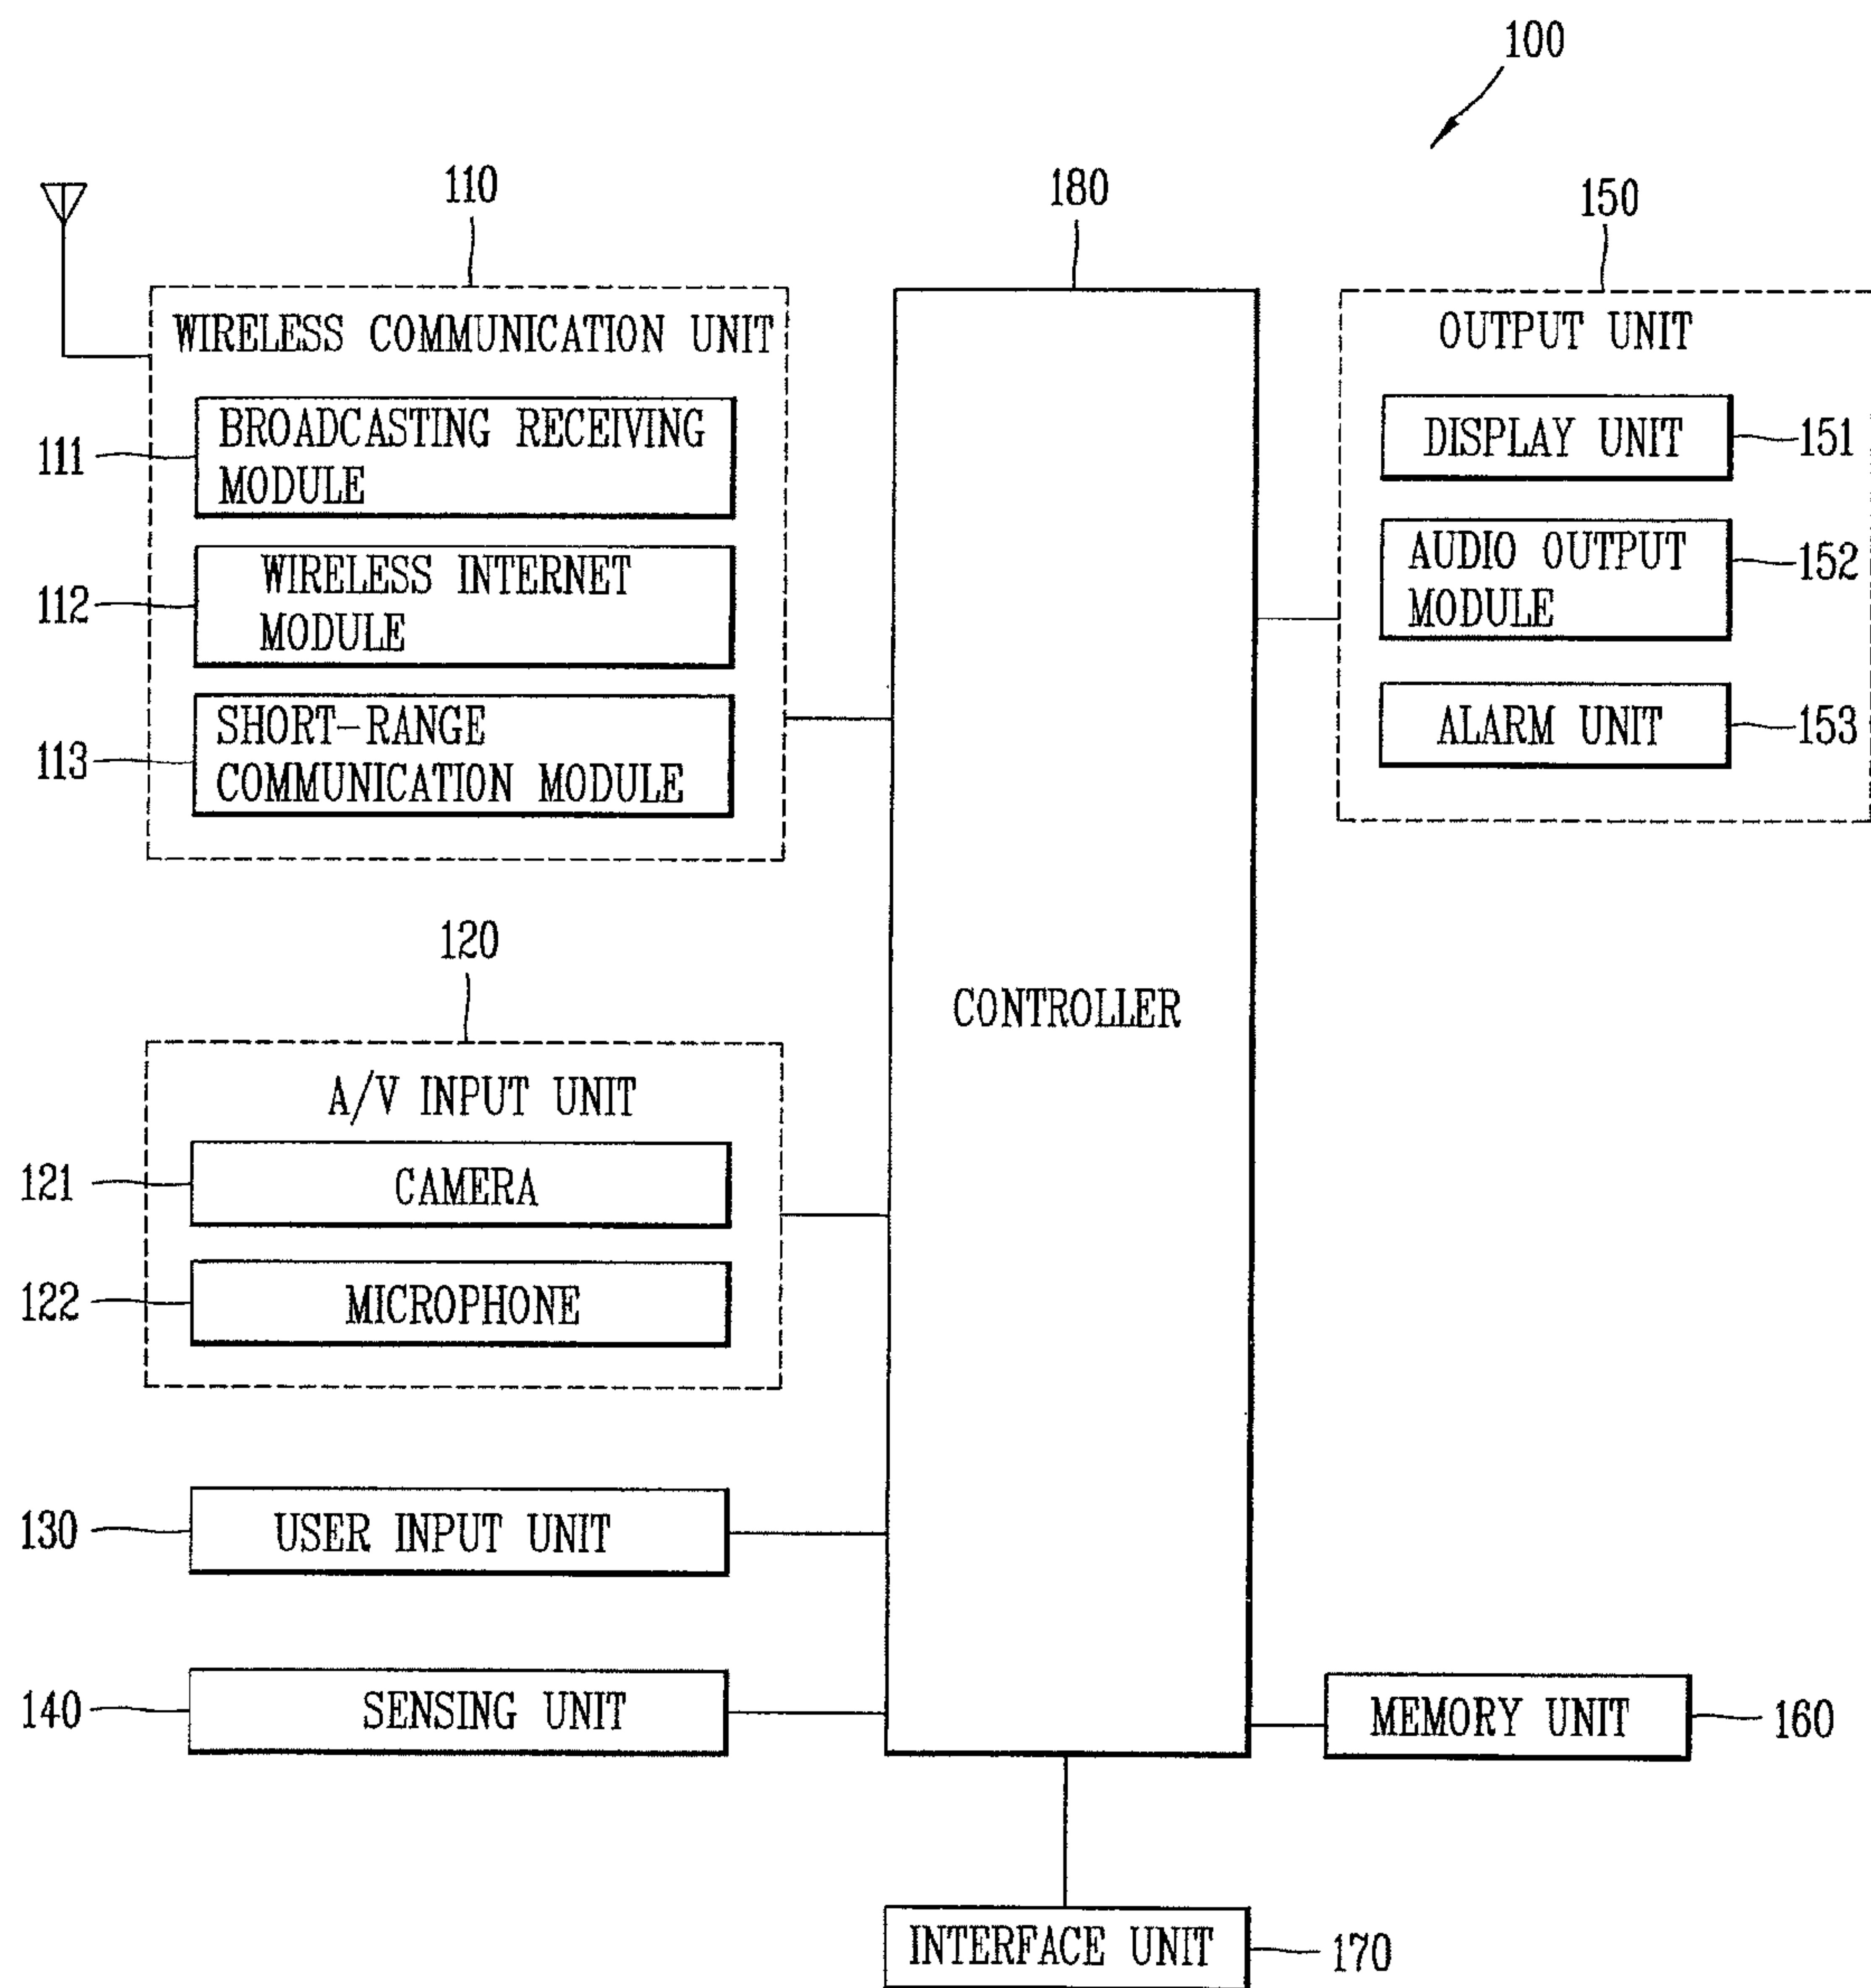 100
110
180
150
WIRELESS COMMUNICATION UNIT
111
BROADCASTING RECEIVING
MODULE
112
WIRELESS INTERNET
MODULE
113
SHORT-RANGE
COMMUNICATION MODULE
120
A/V INPUT UNIT
121
CAMERA
122
MICROPHONE
130
USER INPUT UNIT
140
SENSING UNIT
CONTROLLER
OUTPUT UNIT
DISPLAY UNIT
151
AUDIO OUTPUT
MODULE
152
ALARM UNIT
153
MEMORY UNIT
160
INTERFACE UNIT
170